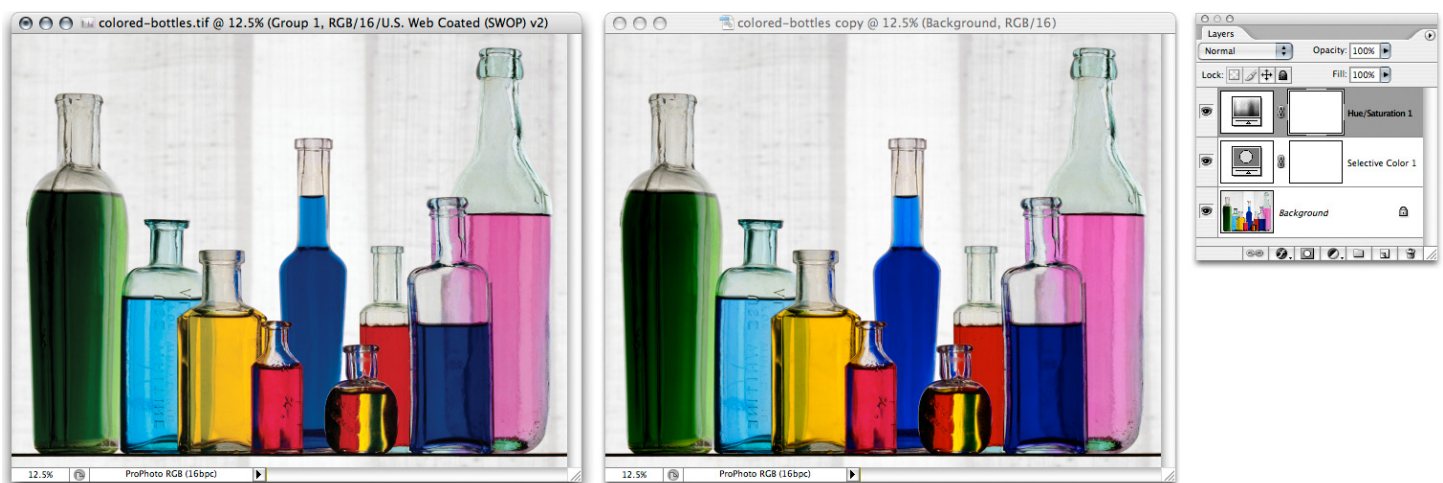 colored-bottles.tif @ 12.5% (Group 1, RGB/16/U.S. Web Coated (SWOP) v2)
12.5%
ProPhoto RGB (16bpc)
colored-bottles copy @ 12.5% (Background, RGB/16)
12.5%
ProPhoto RGB (16bpc)
Layers
Normal
Opacity: 100%
Lock:
Fill: 100%
Hue/Saturation 1
Selective Color 1
Background